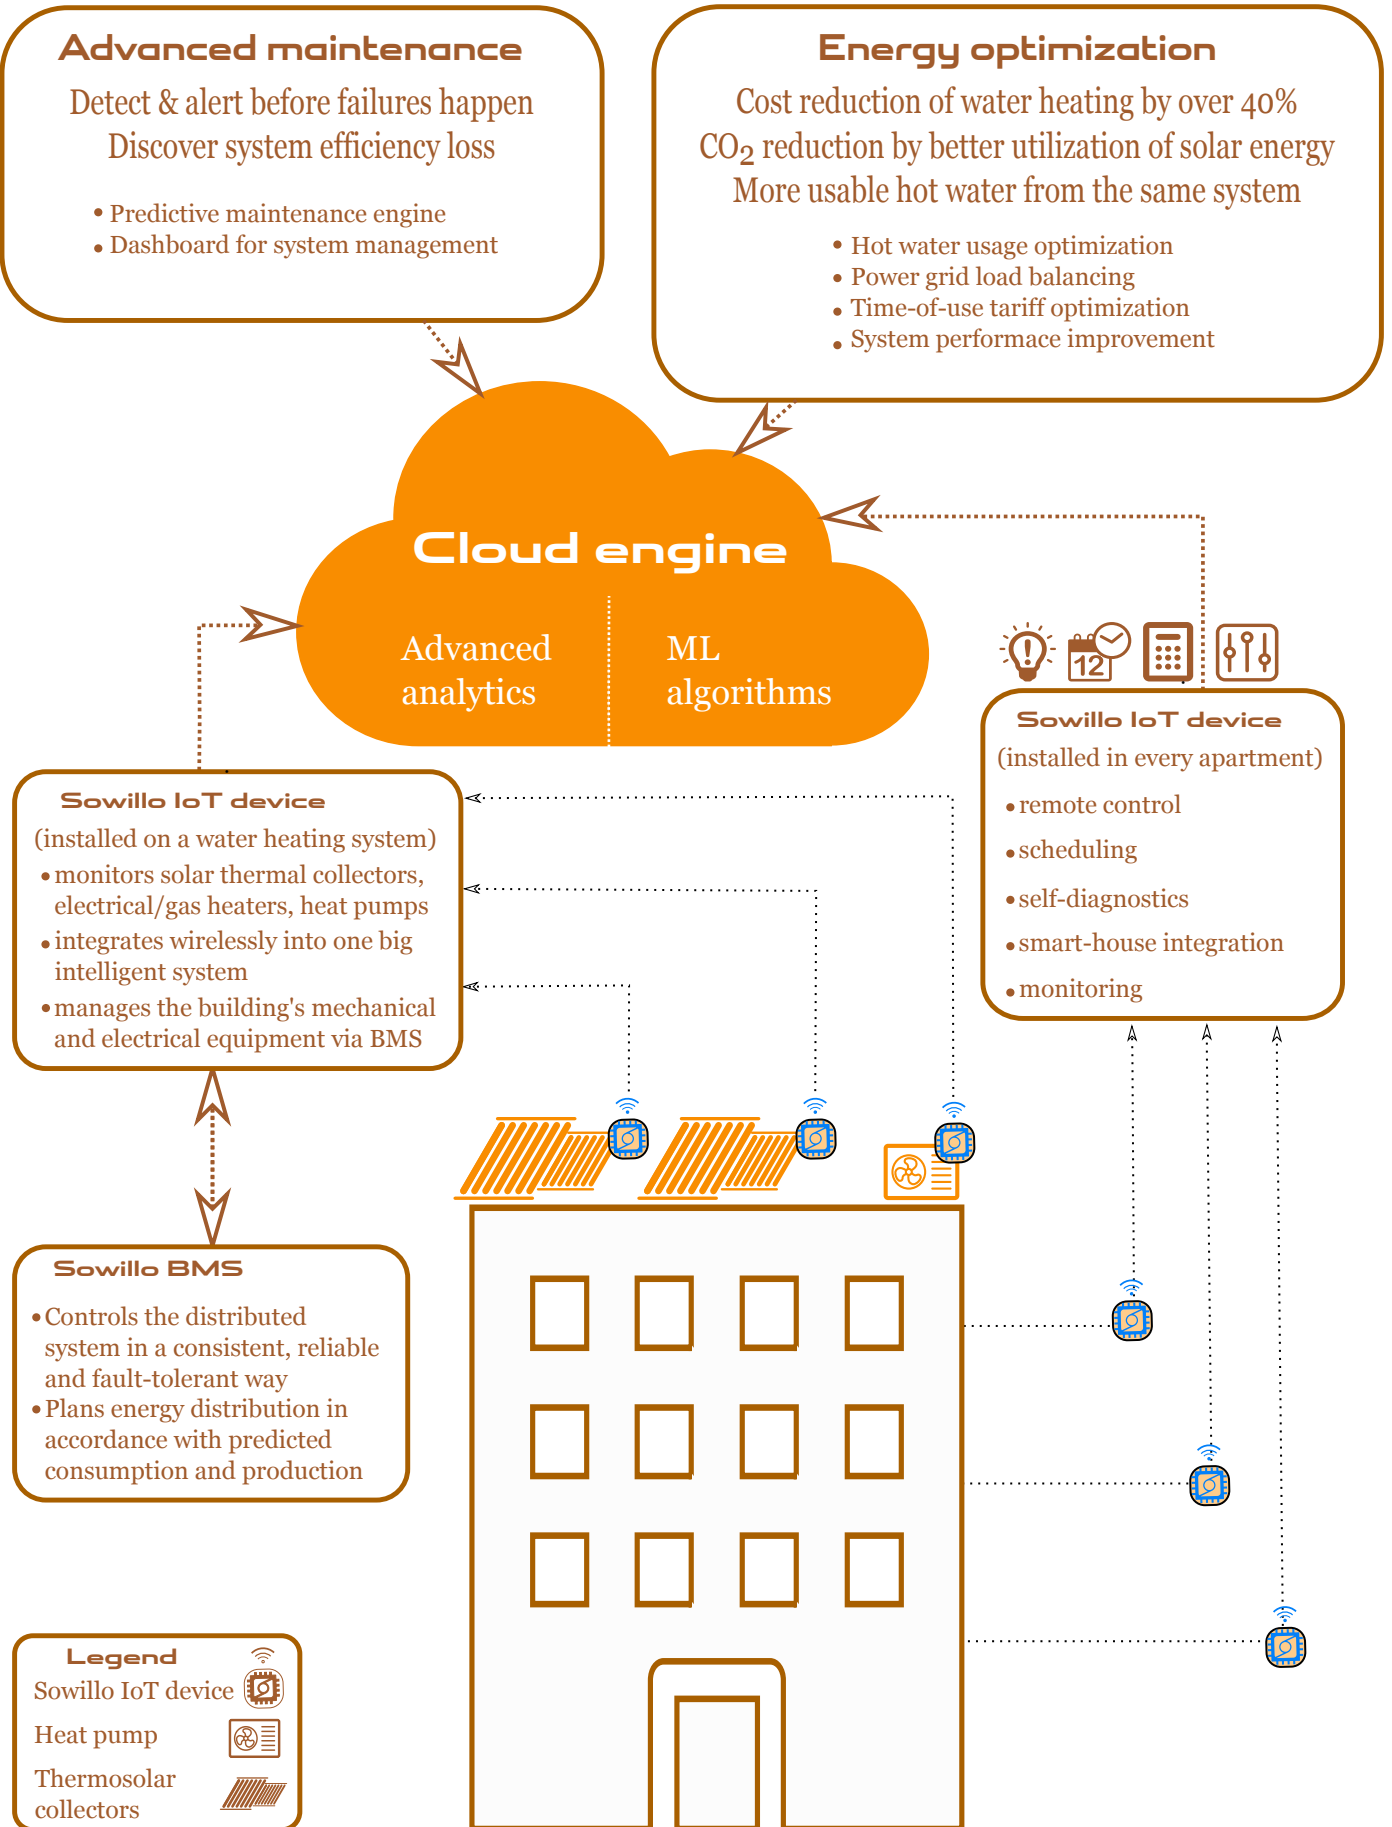 Advanced maintenance
Detect & alert before failures happen
Discover system efficiency loss
• Predictive maintenance engine
• Dashboard for system management
Energy optimization
Cost reduction of water heating by over 40%
CO₂ reduction by better utilization of solar energy
More usable hot water from the same system
• Hot water usage optimization
• Power grid load balancing
• Time-of-use tariff optimization
• System performace improvement
Cloud engine
Advanced
analytics
ML
algorithms
12
Sowillo IoT device
(installed in every apartment)
• remote control
• scheduling
• self-diagnostics
• smart-house integration
• monitoring
Sowillo IoT device
(installed on a water heating system)
• monitors solar thermal collectors,
electrical/gas heaters, heat pumps
• integrates wirelessly into one big
intelligent system
• manages the building's mechanical
and electrical equipment via BMS
Sowillo BMS
• Controls the distributed
system in a consistent, reliable
and fault-tolerant way
• Plans energy distribution in
accordance with predicted
consumption and production
Legend
Sowillo IoT device
Heat pump
Thermosolar
collectors